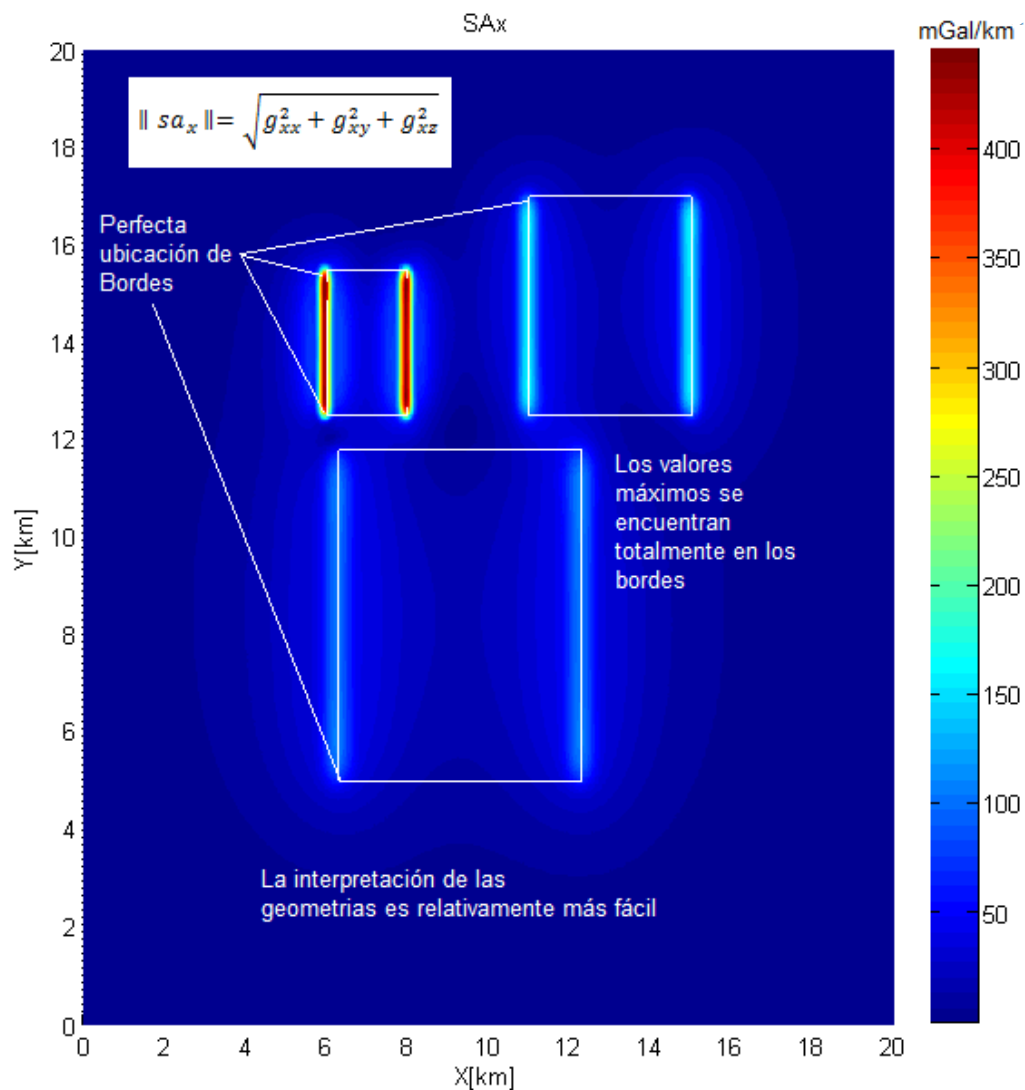 SAx
mGal/km
‖ sa_x ‖= √(g²_xx + g²_xy + g²_xz)
Perfecta
ubicación de
Bordes
Los valores
máximos se
encuentran
totalmente en los
bordes
La interpretación de las
geometrias es relativamente más fácil
Y[km]
20
18
16
14
12
10
8
6
4
2
0
0 2 4 6 8 10 12 14 16 18 20
X[km]
400
350
300
250
200
150
100
50